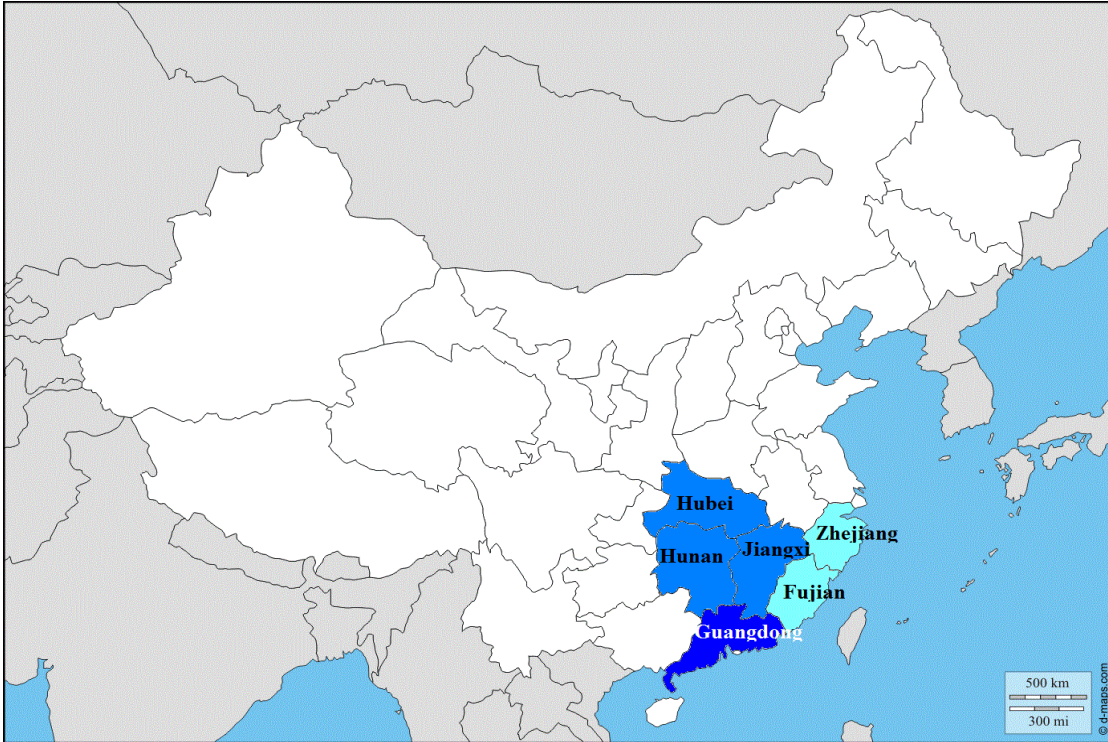 Hubei
Zhejiang
Hunan
Jiangxi
Fujian
Guangdong
500 km
300 mi
© d-maps.com